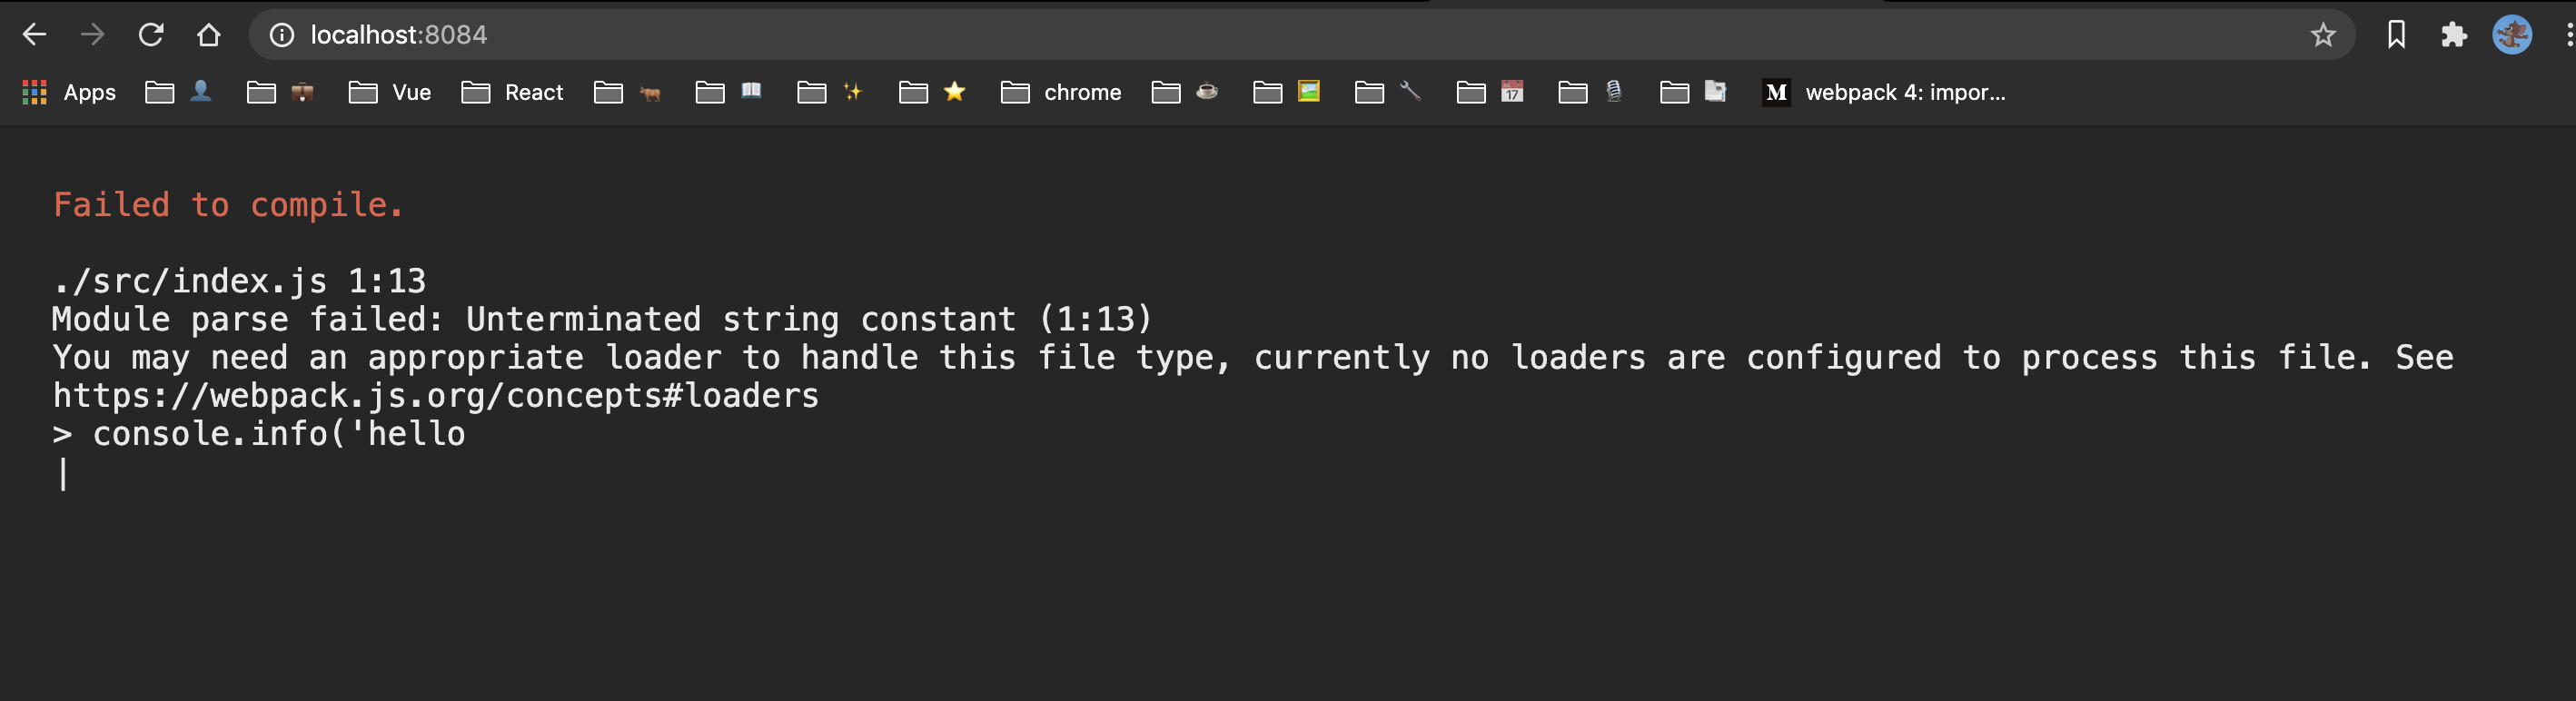 localhost:8084
Apps Vue React 17 chrome M webpack 4: impor...
Failed to compile.
./src/index.js 1:13
Module parse failed: Unterminated string constant (1:13)
You may need an appropriate loader to handle this file type, currently no loaders are configured to process this file. See
https://webpack.js.org/concepts#loaders
> console.info('hello
|